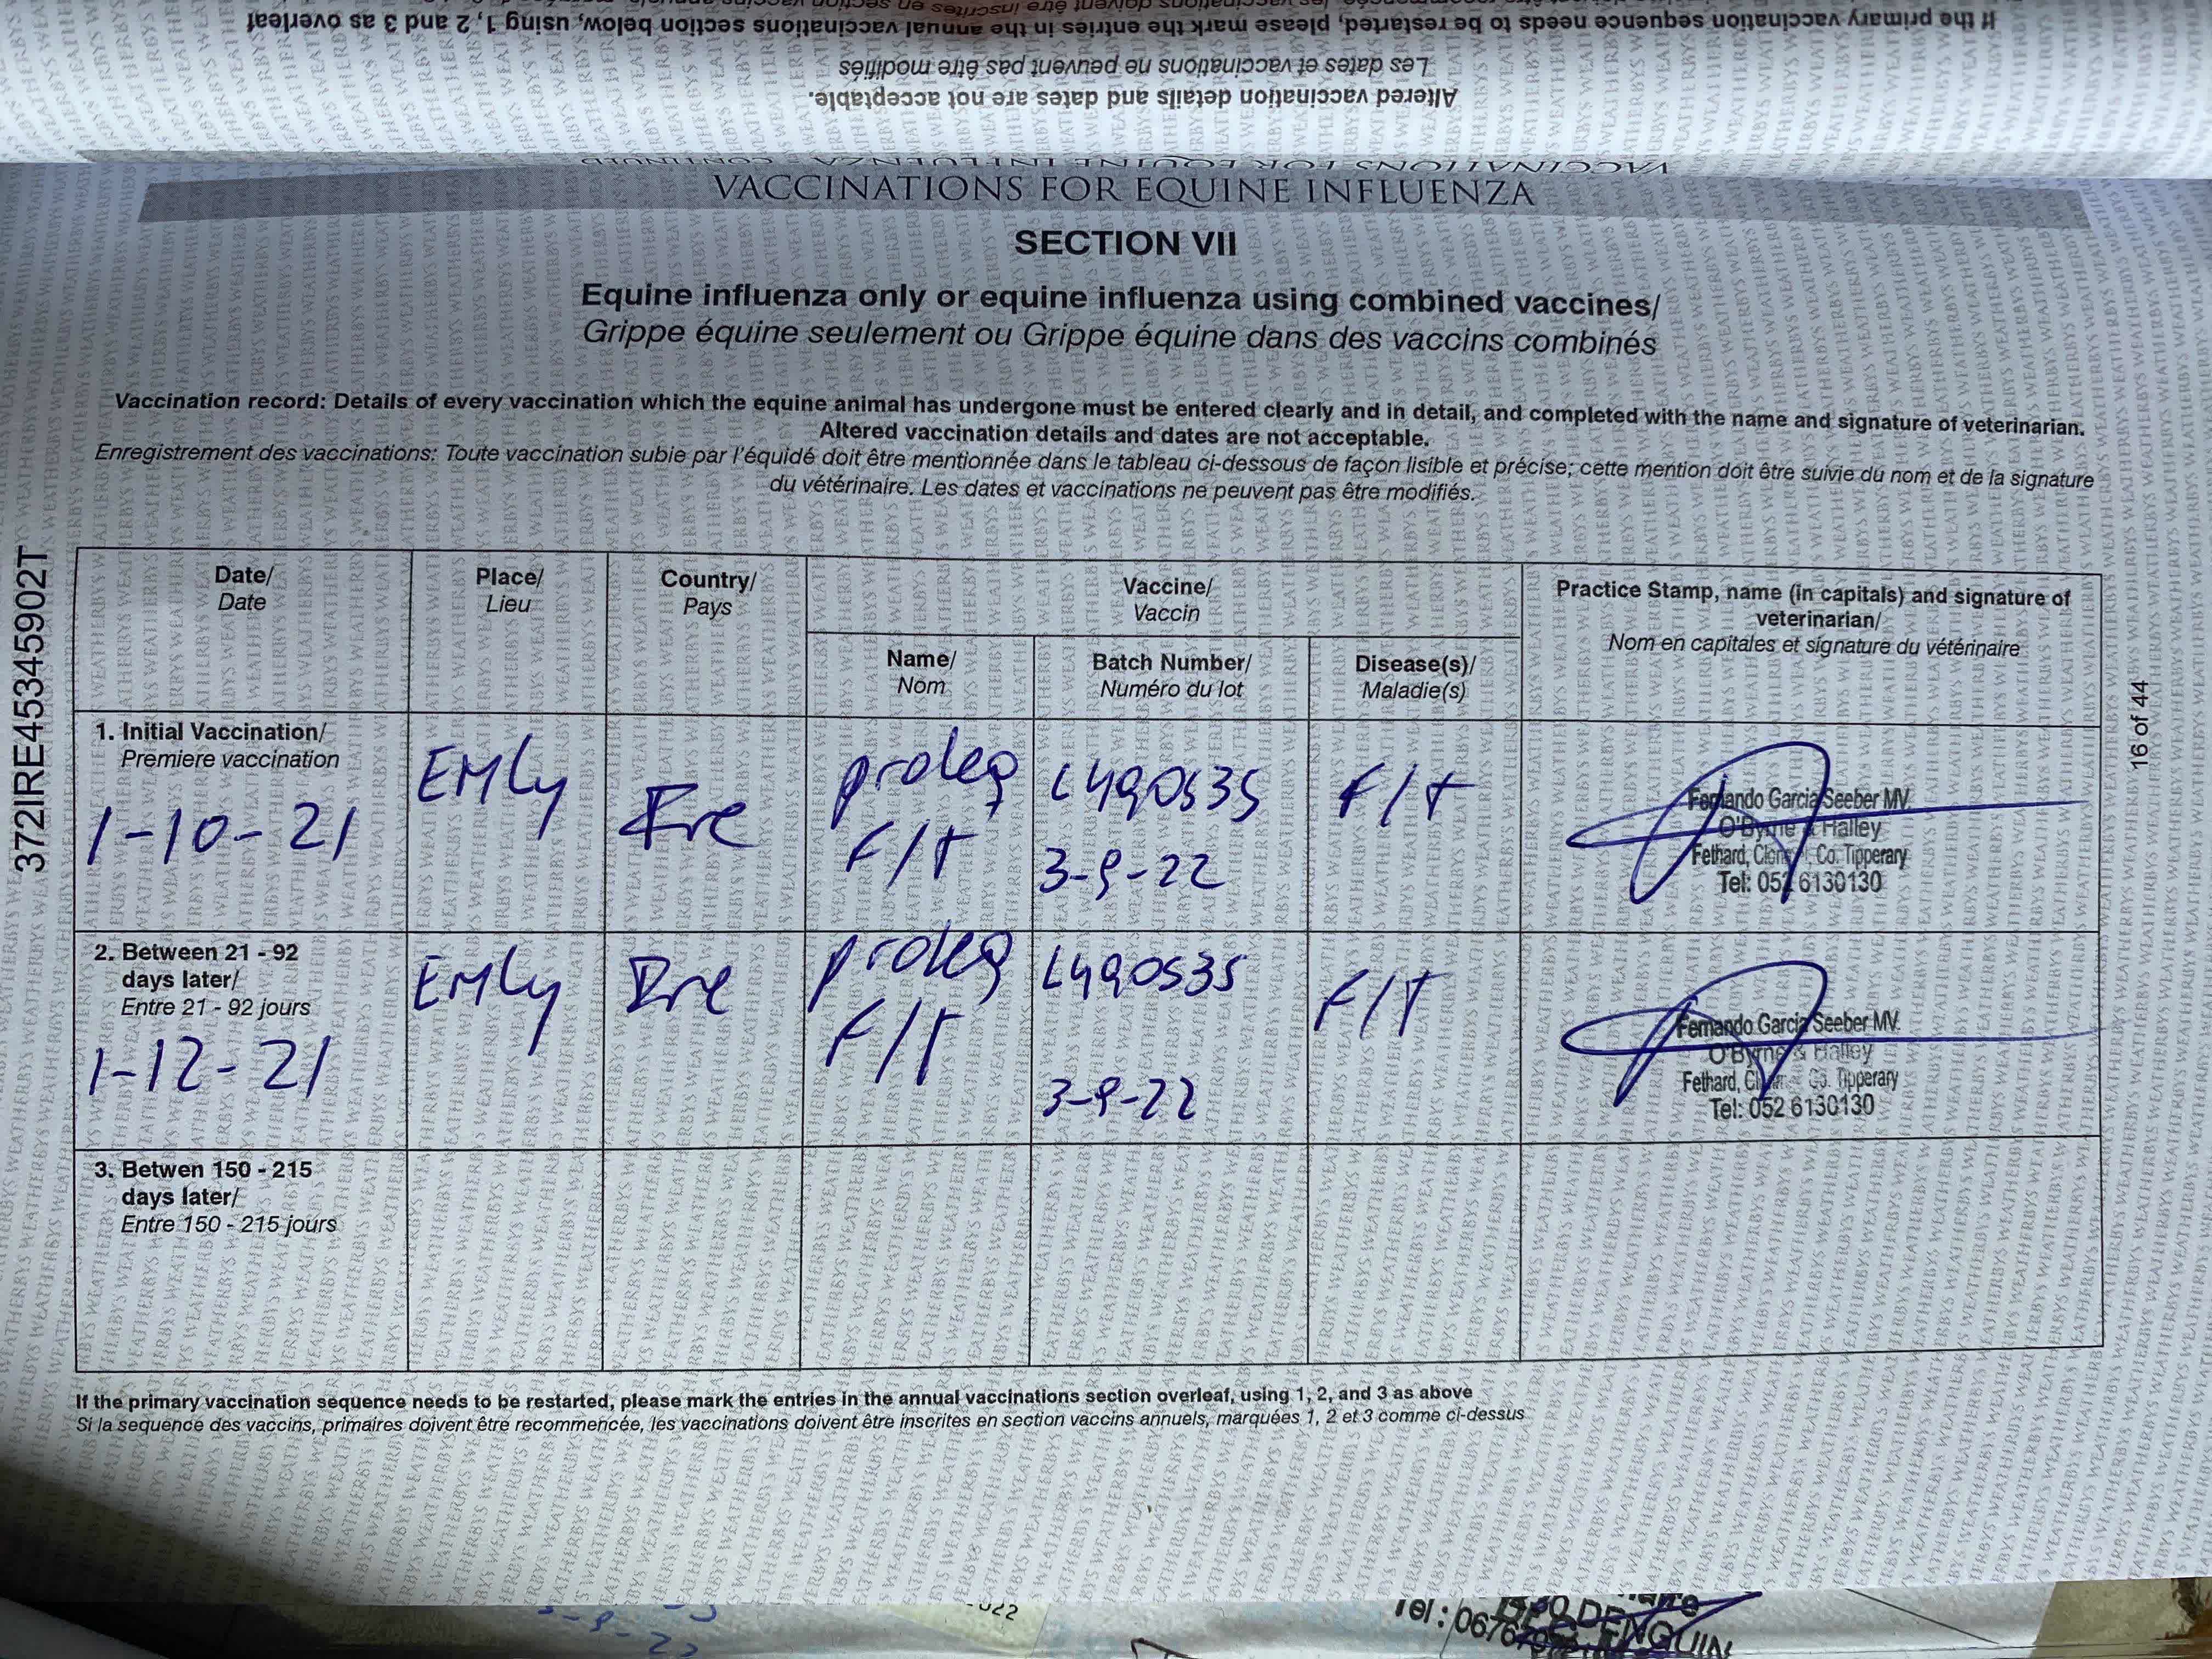 If the primary vaccination sequence needs to be restarted, please mark the entries in the annual vaccinations section below, using 1, 2 and 3 as overleaf
Les dates et vaccinations ne peuvent pas être modifiés
Altered vaccination details and dates are not acceptable.
VACCINATIONS FOR EQUINE INFLUENZA - CONTINUED
VACCINATIONS FOR EQUINE INFLUENZA
SECTION VII
Equine influenza only or equine influenza using combined vaccines/
Grippe équine seulement ou Grippe équine dans des vaccins combinés
Vaccination record: Details of every vaccination which the equine animal has undergone must be entered clearly and in detail, and completed with the name and signature of veterinarian.
Altered vaccination details and dates are not acceptable.
Enregistrement des vaccinations: Toute vaccination subie par l'équidé doit être mentionnée dans le tableau ci-dessous de façon lisible et précise; cette mention doit être suivie du nom et de la signature
du vétérinaire. Les dates et vaccinations ne peuvent pas être modifiés.
372IRE45345902T
16 of 44
Date/
Date
Place/
Lieu
Country/
Pays
Vaccine/
Vaccin
Name/
Nom
Batch Number/
Numéro du lot
Disease(s)/
Maladie(s)
Practice Stamp, name (in capitals) and signature of
veterinarian/
Nom en capitales et signature du vétérinaire
1. Initial Vaccination/
Premiere vaccination
1-10-21
EMly
Ire
proteq
F/T
L490535
3-9-22
F/T
Fernando Garcia Seeber MV
O'Byrne & Halley
Fethard, Clonmel, Co. Tipperary
Tel: 052 6130130
2. Between 21 - 92
days later/
Entre 21 - 92 jours
1-12-21
EMly
Ire
proteq
F/T
L490535
3-9-22
F/T
Fernando Garcia Seeber MV
O'Byrne & Halley
Fethard, Clonmel, Co. Tipperary
Tel: 052 6130130
3. Betwen 150 - 215
days later/
Entre 150 - 215 jours
If the primary vaccination sequence needs to be restarted, please mark the entries in the annual vaccinations section overleaf, using 1, 2, and 3 as above
Si la sequence des vaccins, primaires doivent être recommencée, les vaccinations doivent être inscrites en section vaccins annuels, marquées 1, 2 et 3 comme ci-dessus